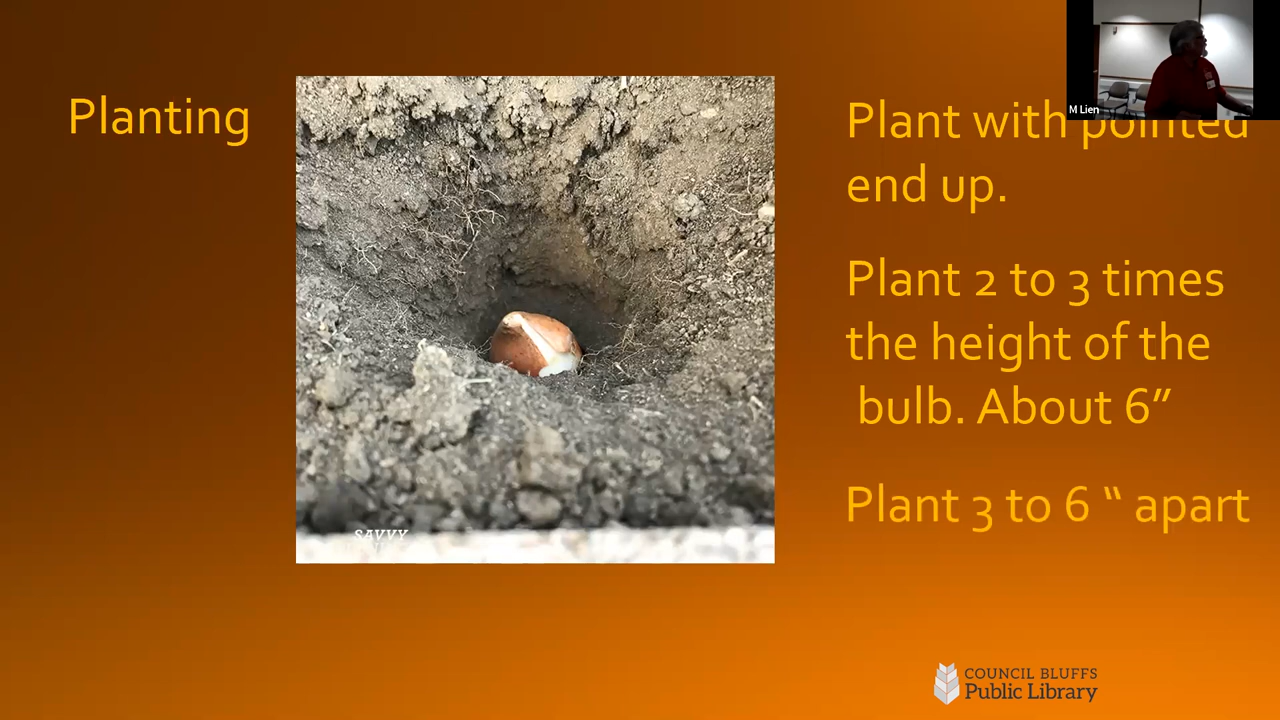 Planting
Plant with pointed
end up.
Plant 2 to 3 times
the height of the
bulb. About 6”
Plant 3 to 6 “ apart
M Lien
SAVVY
COUNCIL BLUFFS
Public Library